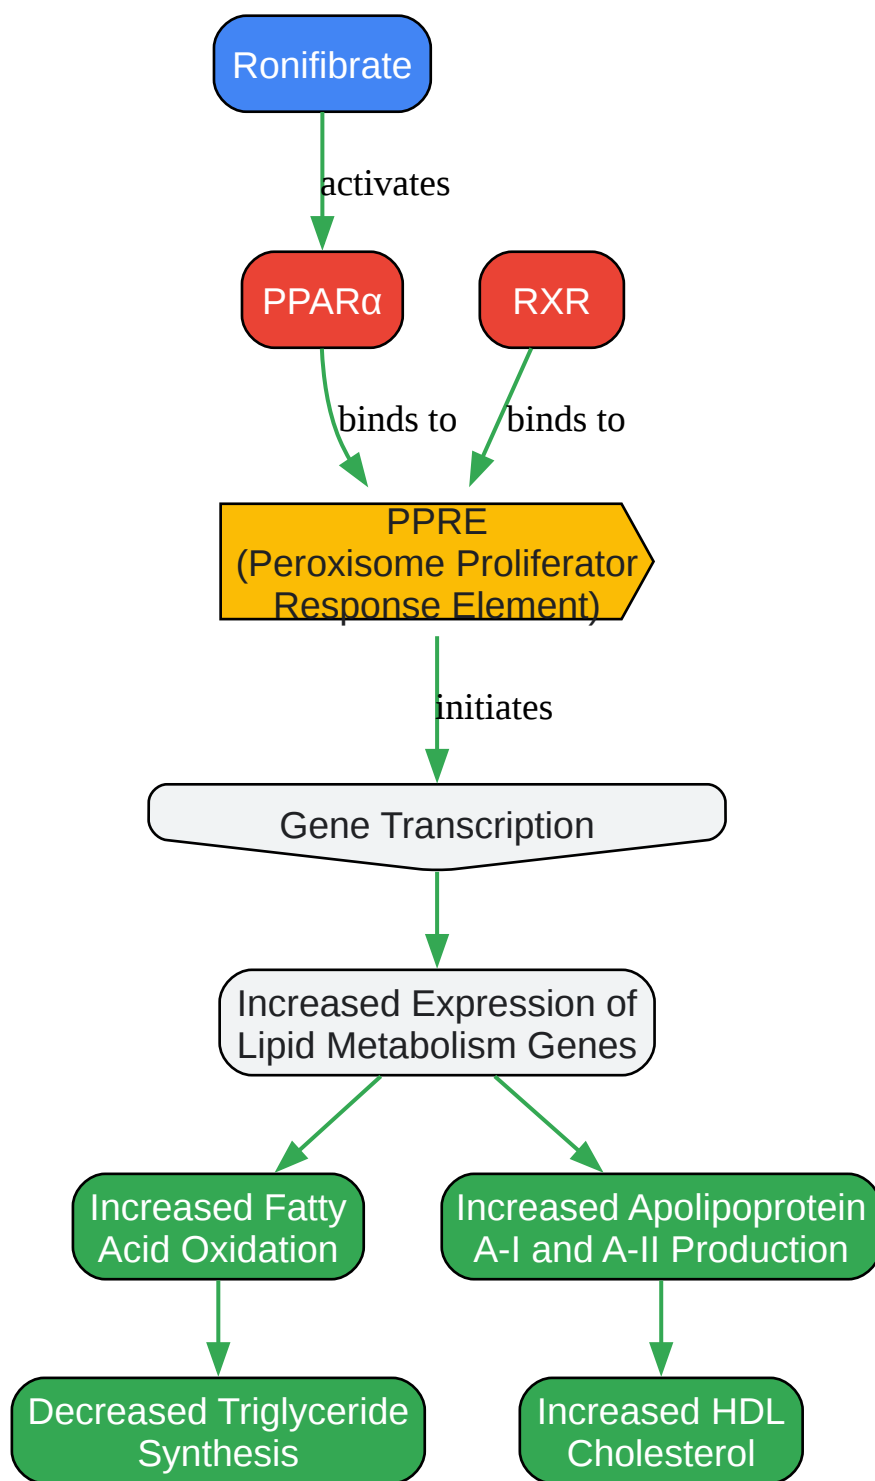 Ronifibrate
activates
PPARα
RXR
binds to
binds to
PPRE
(Peroxisome Proliferator
Response Element)
initiates
Gene Transcription
Increased Expression of
Lipid Metabolism Genes
Increased Fatty
Acid Oxidation
Increased Apolipoprotein
A-I and A-II Production
Decreased Triglyceride
Synthesis
Increased HDL
Cholesterol